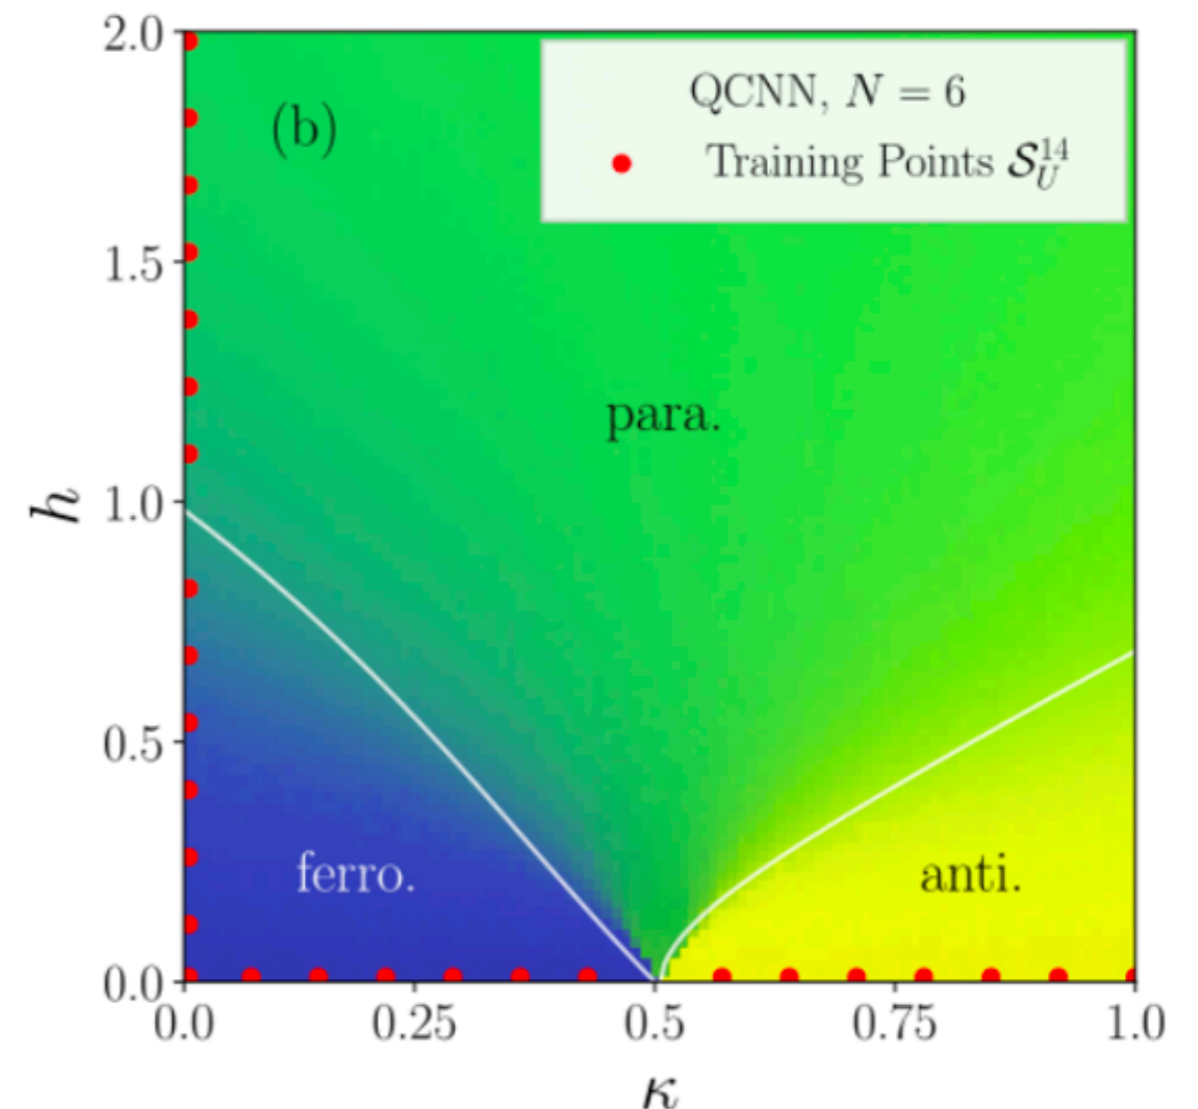 2.0
(b)
QCNN, N = 6
Training Points 𝒮_U^14
1.5
para.
h
1.0
0.5
ferro.
anti.
0.0
0.0 0.25 0.5 0.75 1.0
κ